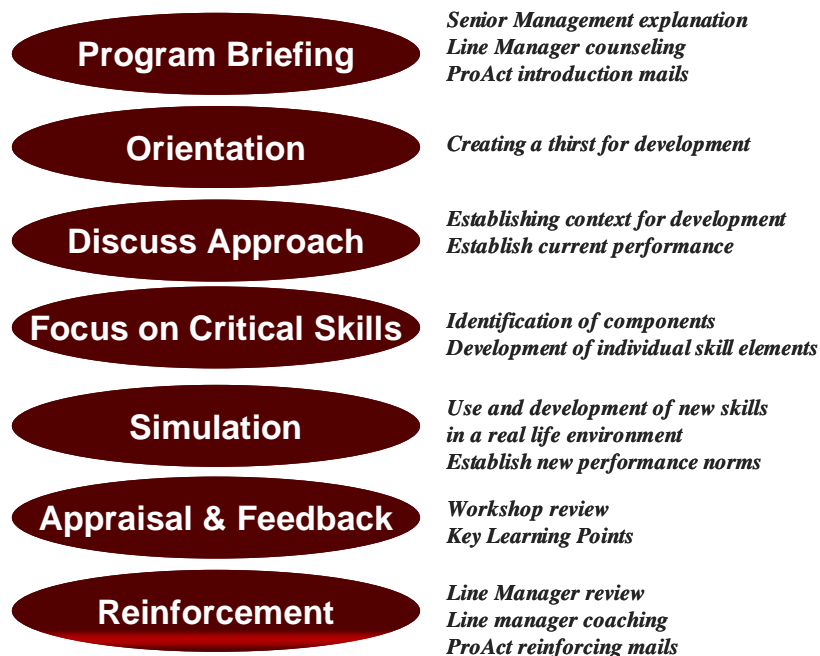 Program Briefing
Senior Management explanation
Line Manager counseling
ProAct introduction mails
Orientation
Creating a thirst for development
Discuss Approach
Establishing context for development
Establish current performance
Focus on Critical Skills
Identification of components
Development of individual skill elements
Simulation
Use and development of new skills
in a real life environment
Establish new performance norms
Appraisal & Feedback
Workshop review
Key Learning Points
Reinforcement
Line Manager review
Line manager coaching
ProAct reinforcing mails